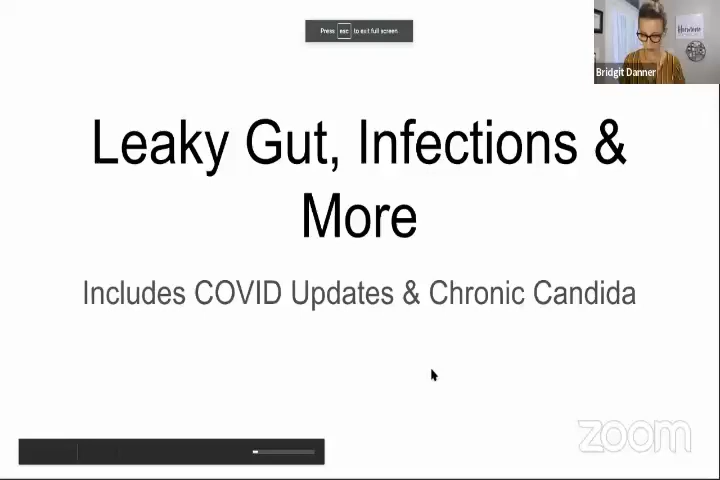 Press esc to exit full screen
Bridgit Danner
Leaky Gut, Infections &
More
Includes COVID Updates & Chronic Candida
zoom